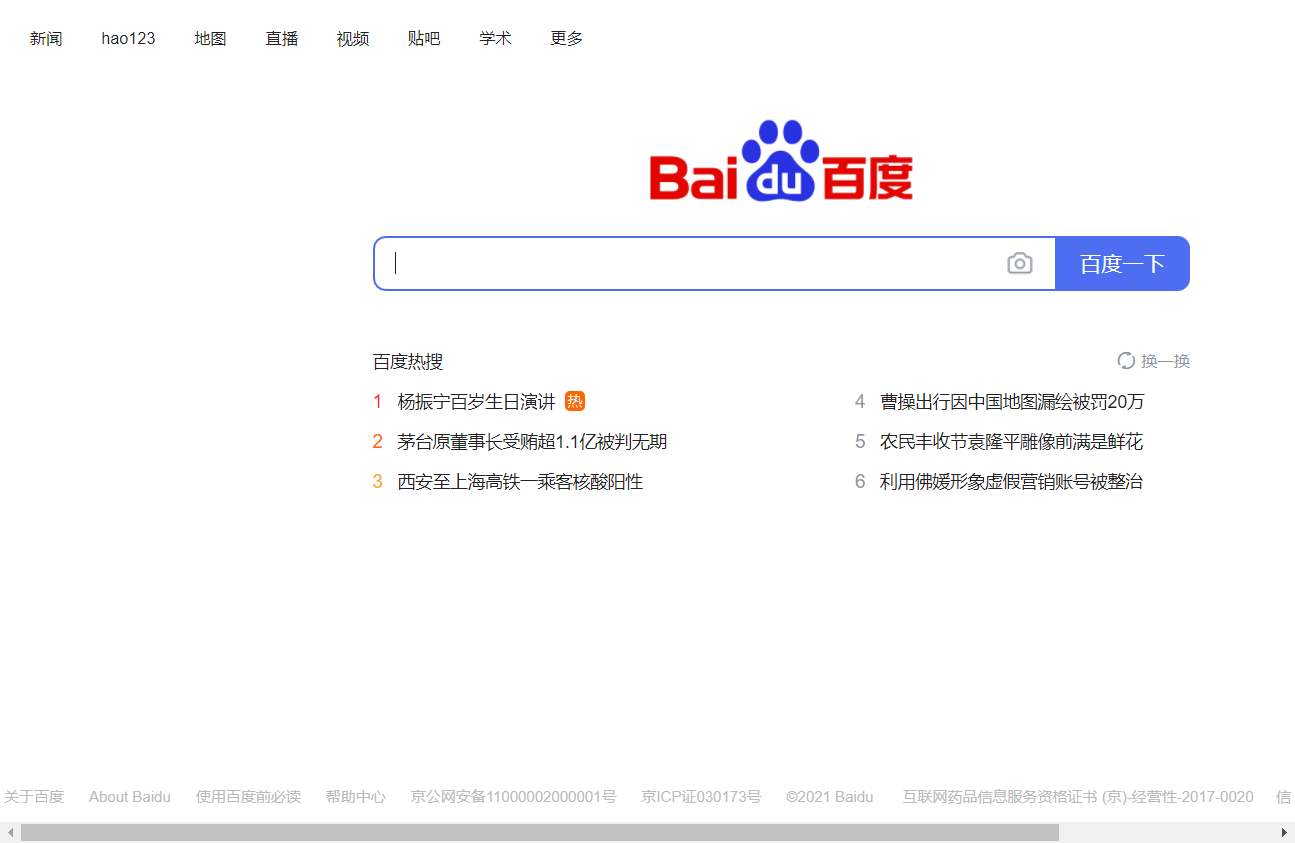 新闻 hao123 地图 直播 视频 贴吧 学术 更多
Bai du 百度
百度一下
百度热搜 换一换
1 杨振宁百岁生日演讲 热
2 茅台原董事长受贿超1.1亿被判无期
3 西安至上海高铁一乘客核酸阳性
4 曹操出行因中国地图漏绘被罚20万
5 农民丰收节袁隆平雕像前满是鲜花
6 利用佛媛形象虚假营销账号被整治
关于百度 About Baidu 使用百度前必读 帮助中心 京公网安备11000002000001号 京ICP证030173号 ©2021 Baidu 互联网药品信息服务资格证书 (京)-经营性-2017-0020 信